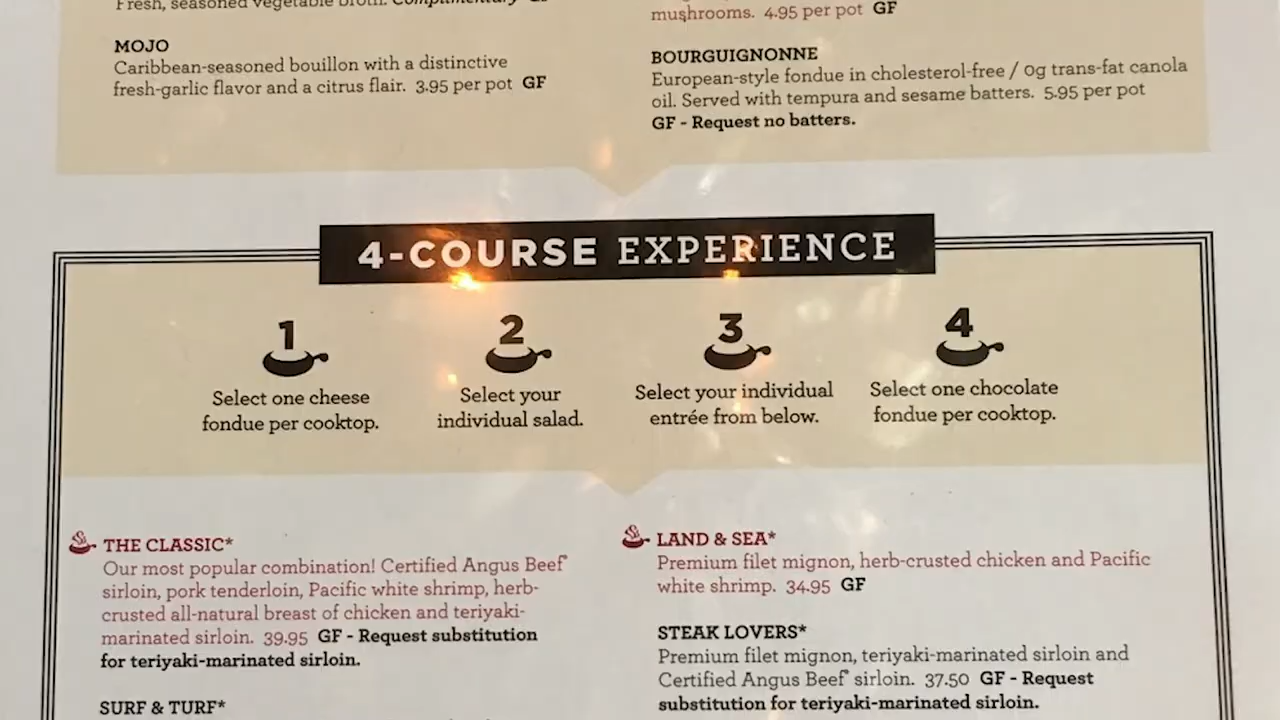 Fresh, seasoned vegetable broth. Complimentary GF
MOJO
Caribbean-seasoned bouillon with a distinctive
fresh-garlic flavor and a citrus flair. 3.95 per pot GF
mushrooms. 4.95 per pot GF
BOURGUIGNONNE
European-style fondue in cholesterol-free / 0g trans-fat canola
oil. Served with tempura and sesame batters. 5.95 per pot
GF - Request no batters.
4-COURSE EXPERIENCE
1
Select one cheese
fondue per cooktop.
2
Select your
individual salad.
3
Select your individual
entrée from below.
4
Select one chocolate
fondue per cooktop.
THE CLASSIC*
Our most popular combination! Certified Angus Beef®
sirloin, pork tenderloin, Pacific white shrimp, herb-
crusted all-natural breast of chicken and teriyaki-
marinated sirloin. 39.95 GF - Request substitution
for teriyaki-marinated sirloin.
SURF & TURF*
LAND & SEA*
Premium filet mignon, herb-crusted chicken and Pacific
white shrimp. 34.95 GF
STEAK LOVERS*
Premium filet mignon, teriyaki-marinated sirloin and
Certified Angus Beef® sirloin. 37.50 GF - Request
substitution for teriyaki-marinated sirloin.